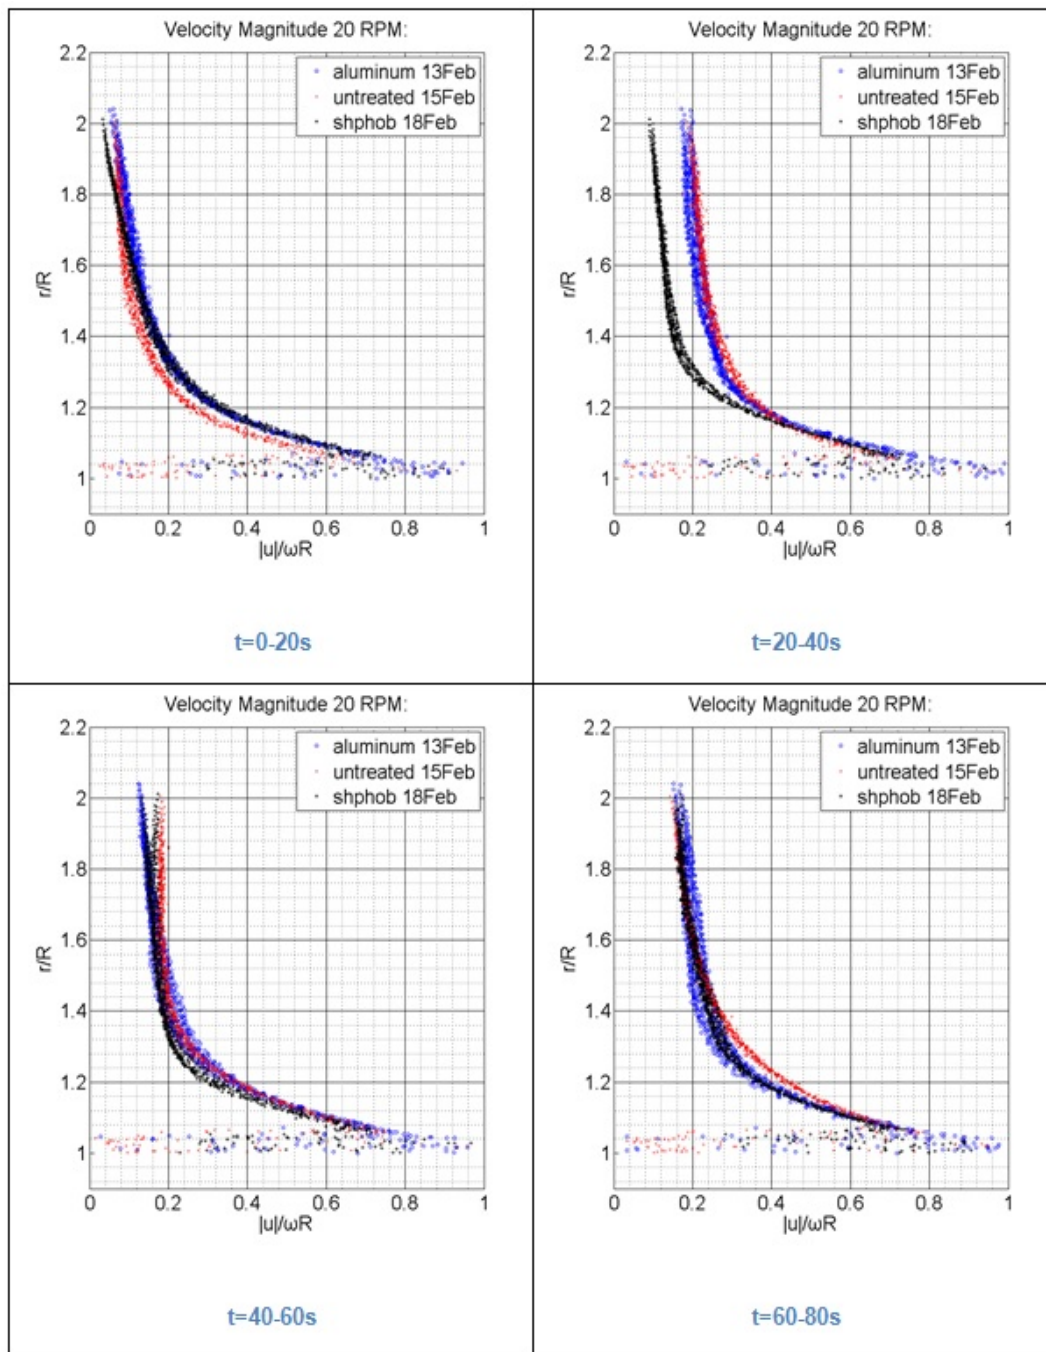 Velocity Magnitude 20 RPM:
2.2
2
1.8
1.6
1.4
1.2
1
r/R
aluminum 13Feb
untreated 15Feb
shphob 18Feb
0 0.2 0.4 0.6 0.8 1
|u|/ωR
t=0-20s
Velocity Magnitude 20 RPM:
2.2
2
1.8
1.6
1.4
1.2
1
r/R
aluminum 13Feb
untreated 15Feb
shphob 18Feb
0 0.2 0.4 0.6 0.8 1
|u|/ωR
t=20-40s
Velocity Magnitude 20 RPM:
2.2
2
1.8
1.6
1.4
1.2
1
r/R
aluminum 13Feb
untreated 15Feb
shphob 18Feb
0 0.2 0.4 0.6 0.8 1
|u|/ωR
t=40-60s
Velocity Magnitude 20 RPM:
2.2
2
1.8
1.6
1.4
1.2
1
r/R
aluminum 13Feb
untreated 15Feb
shphob 18Feb
0 0.2 0.4 0.6 0.8 1
|u|/ωR
t=60-80s